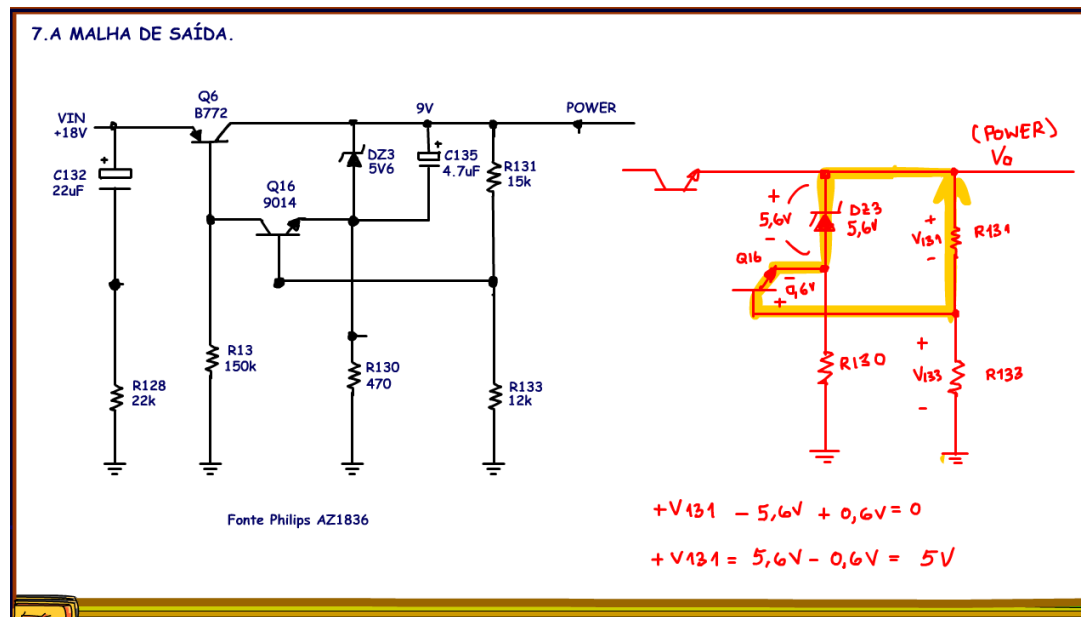 7.A MALHA DE SAÍDA.
Q6
B772
VIN
+18V
9V
POWER
+
C132
22uF
Q16
9014
DZ3
5V6
+
C135
4.7uF
R131
15k
R13
150k
R128
22k
R130
470
R133
12k
Fonte Philips AZ1836
(POWER)
Vo
+
5,6V
-
DZ3
5,6V
+
V131
-
R131
Q16
-
0,6V
+
R130
+
V133
-
R133
+V131 - 5,6V + 0,6V = 0
+V131 = 5,6V - 0,6V = 5V